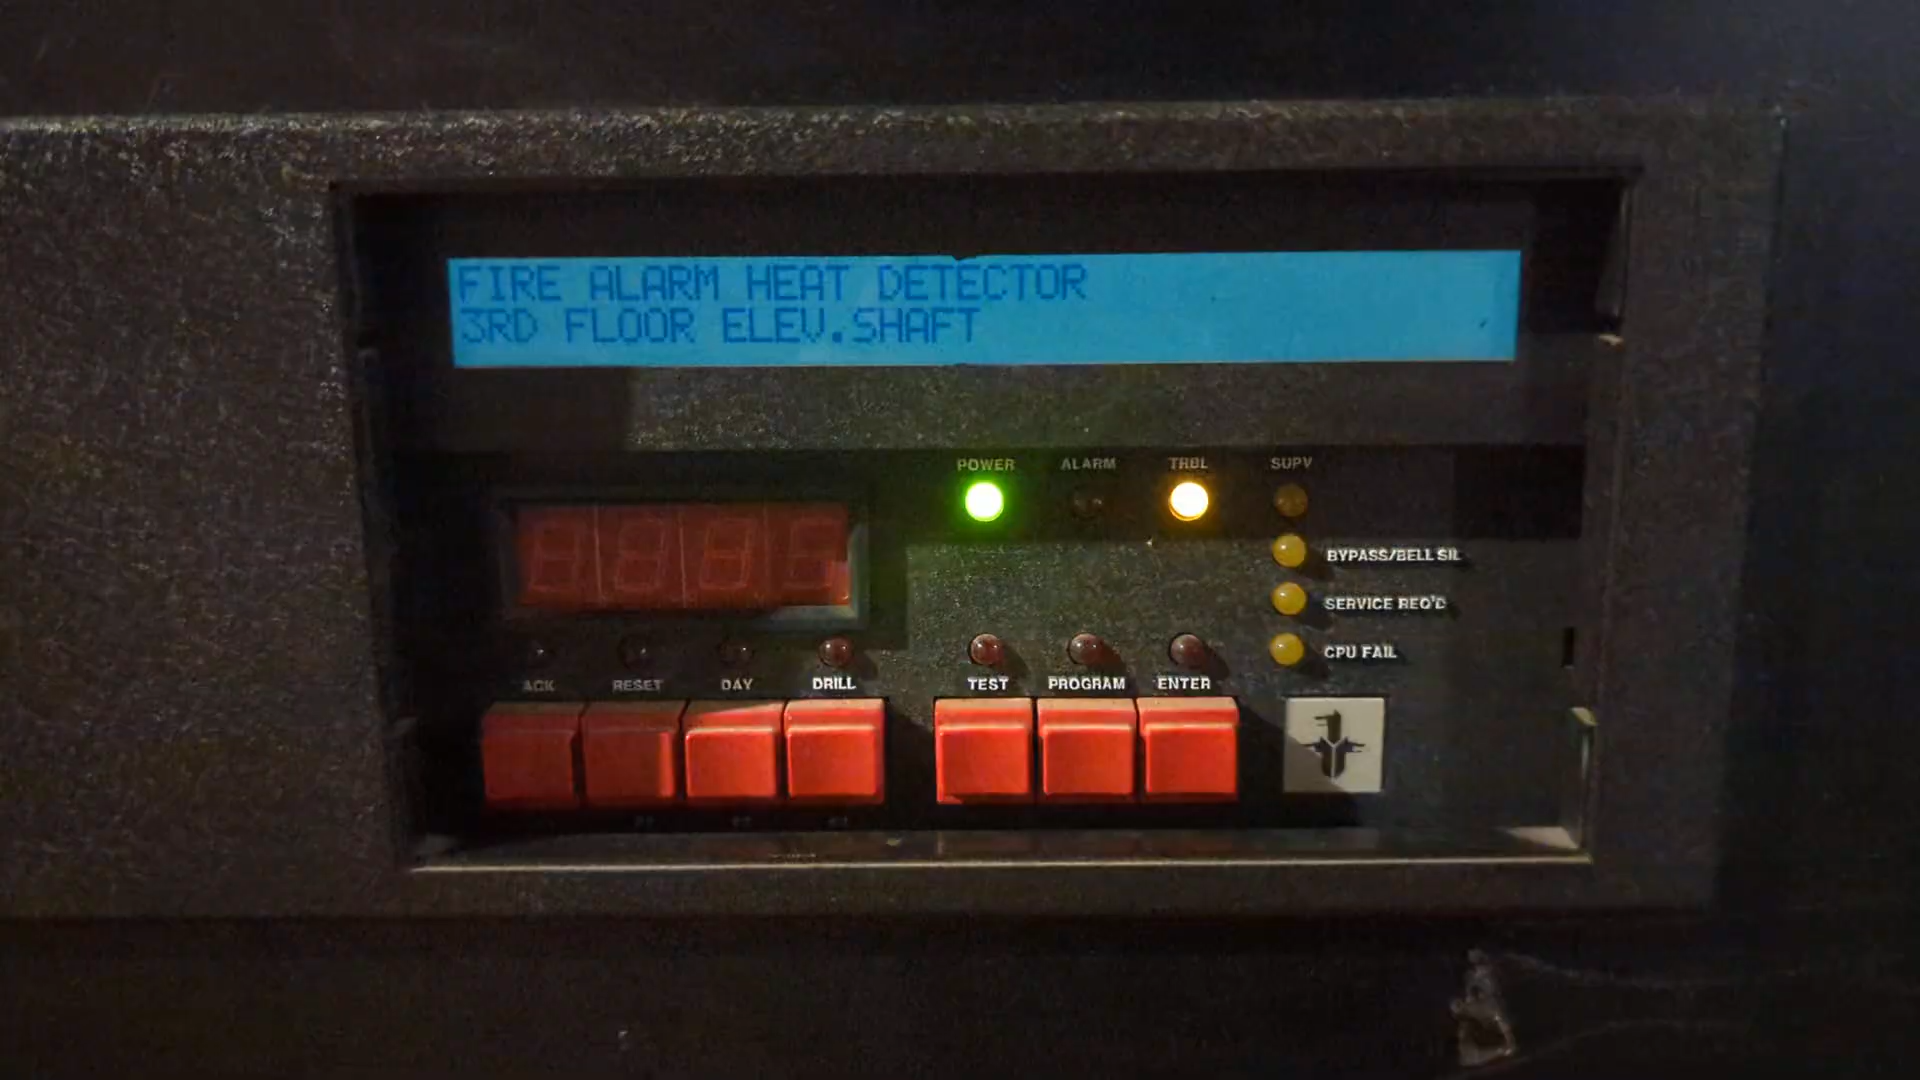 FIRE ALARM HEAT DETECTOR
3RD FLOOR ELEV.SHAFT
POWER ALARM TRBL SUPV
BYPASS/BELL SIL
SERVICE REQ'D
CPU FAIL
ACK RESET DAY DRILL TEST PROGRAM ENTER